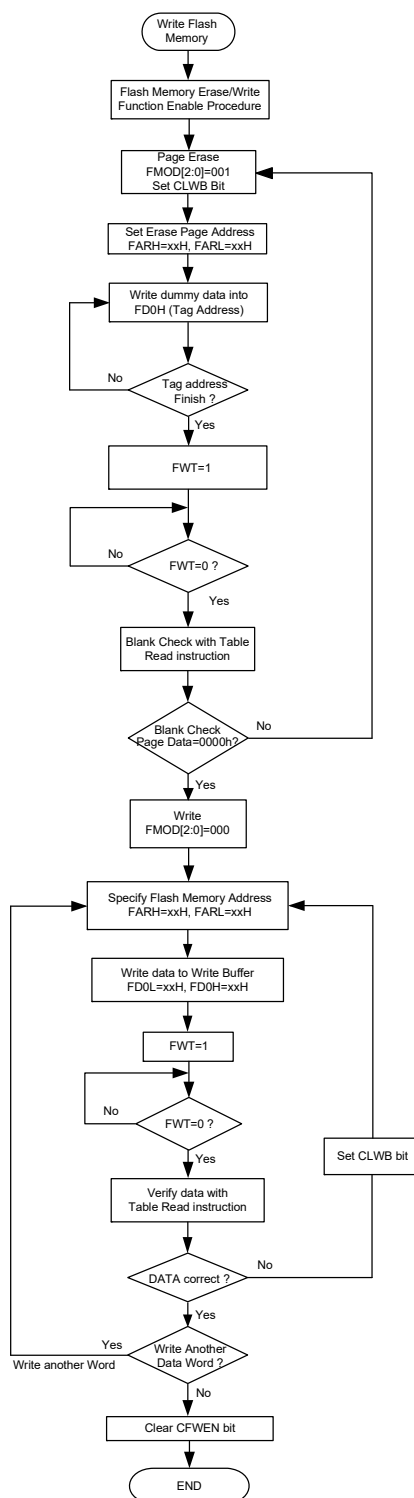 Write Flash
Memory
Flash Memory Erase/Write
Function Enable Procedure
Page Erase
FMOD[2:0]=001
Set CLWB Bit
Set Erase Page Address
FARH=xxH, FARL=xxH
Write dummy data into
FD0H (Tag Address)
No
Tag address
Finish ?
Yes
FWT=1
No
FWT=0 ?
Yes
Blank Check with Table
Read instruction
Blank Check
Page Data=0000h?
No
Yes
Write
FMOD[2:0]=000
Specify Flash Memory Address
FARH=xxH, FARL=xxH
Write data to Write Buffer
FD0L=xxH, FD0H=xxH
FWT=1
No
FWT=0 ?
Yes
Set CLWB bit
Verify data with
Table Read instruction
DATA correct ?
No
Yes
Yes
Write another Word
Write Another
Data Word ?
No
Clear CFWEN bit
END